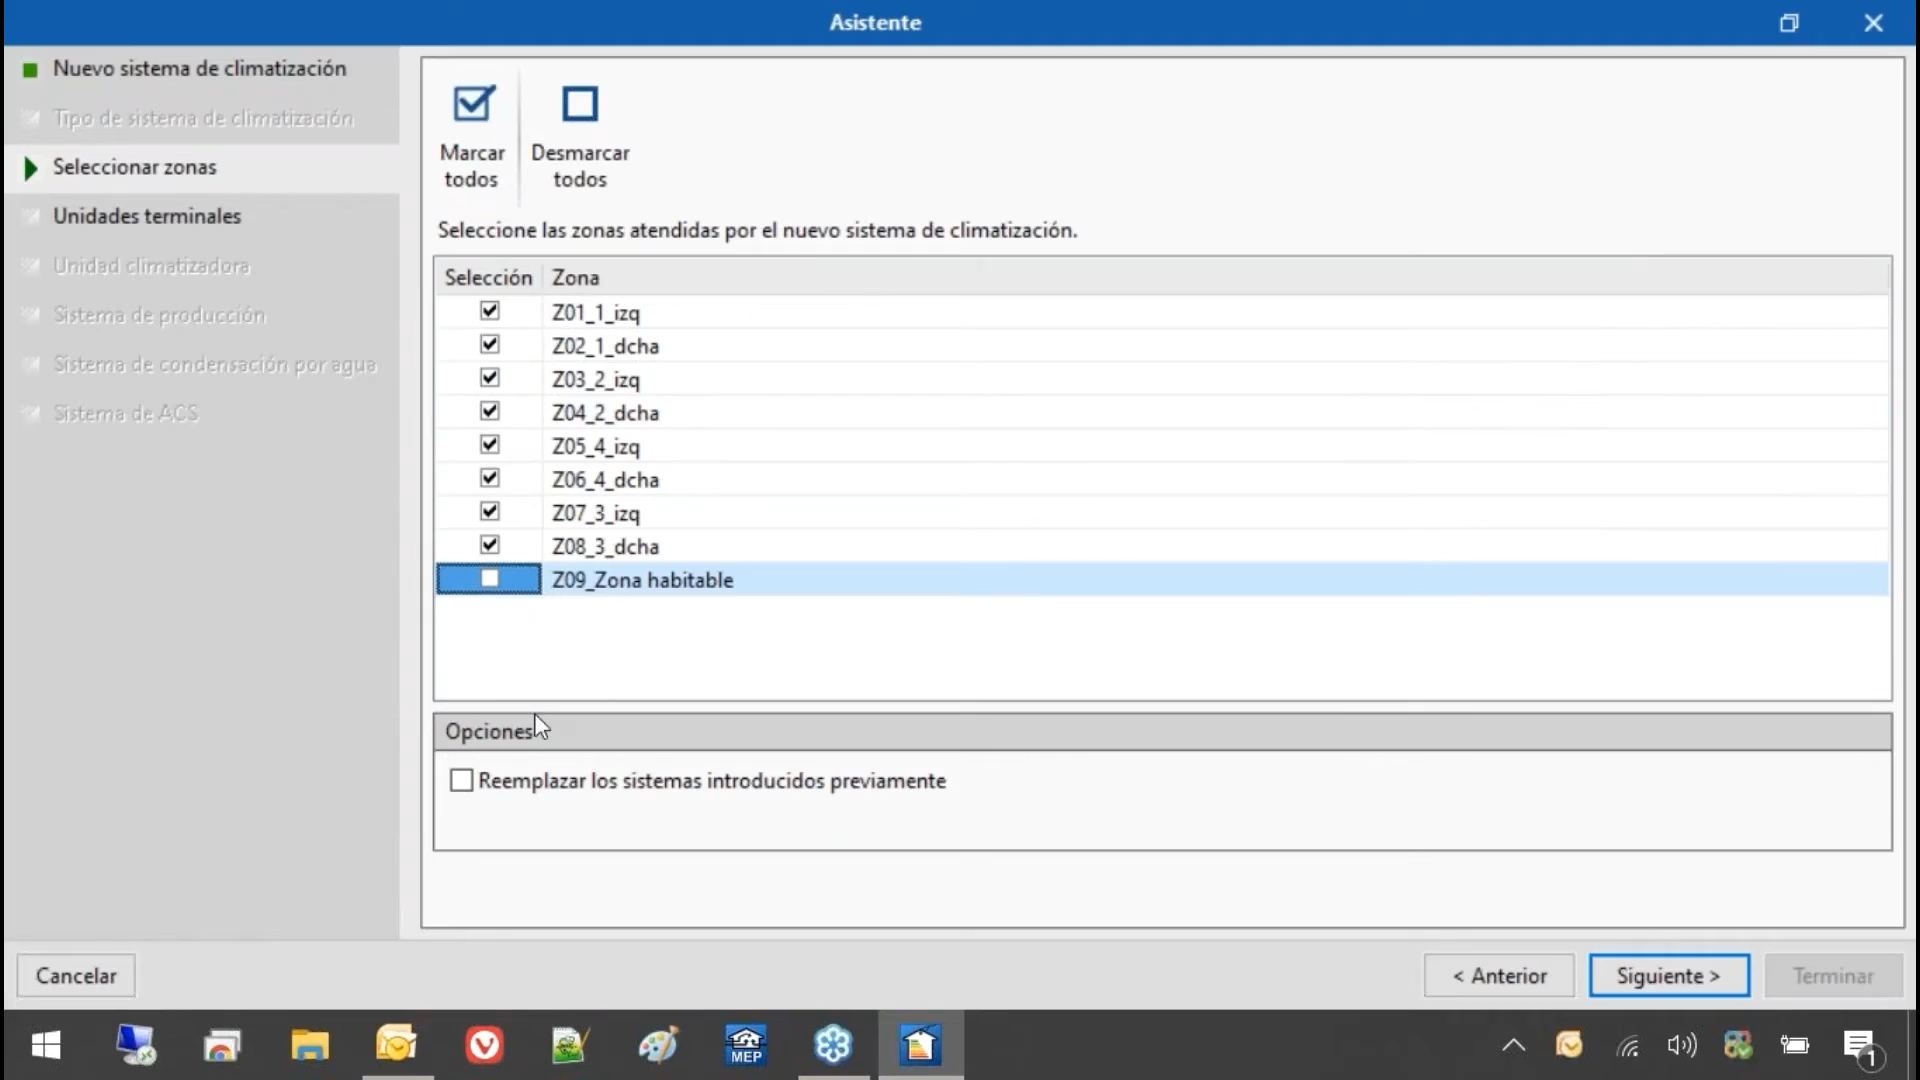 Asistente
Nuevo sistema de climatización
Tipo de sistema de climatización
Seleccionar zonas
Unidades terminales
Unidad climatizadora
Sistema de producción
Sistema de condensación por agua
Sistema de ACS
Marcar
todos
Desmarcar
todos
Seleccione las zonas atendidas por el nuevo sistema de climatización.
Selección Zona
Z01_1_izq
Z02_1_dcha
Z03_2_izq
Z04_2_dcha
Z05_4_izq
Z06_4_dcha
Z07_3_izq
Z08_3_dcha
Z09_Zona habitable
Opciones
Reemplazar los sistemas introducidos previamente
Cancelar
< Anterior
Siguiente >
Terminar
MEP
1